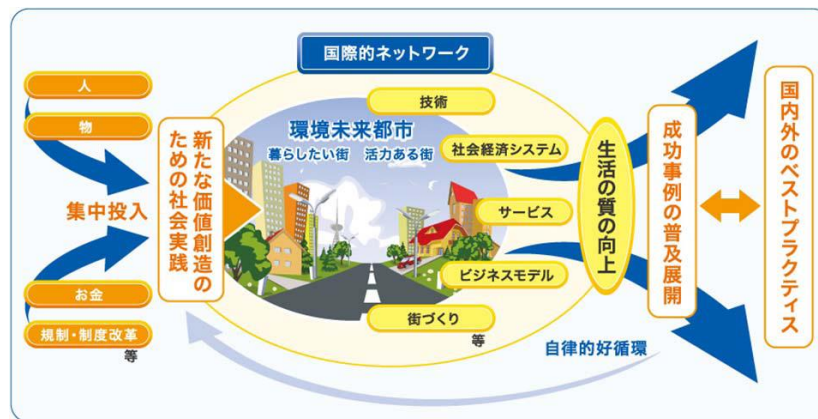 国際的ネットワーク
人
物
集中投入
お金
規制・制度改革
等
新たな価値創造の
ための社会実践
環境未来都市
暮らしたい街 活力ある街
技術
社会経済システム
サービス
ビジネスモデル
街づくり
等
生活の質の向上
成功事例の普及展開
国内外のベストプラクティス
自律的好循環